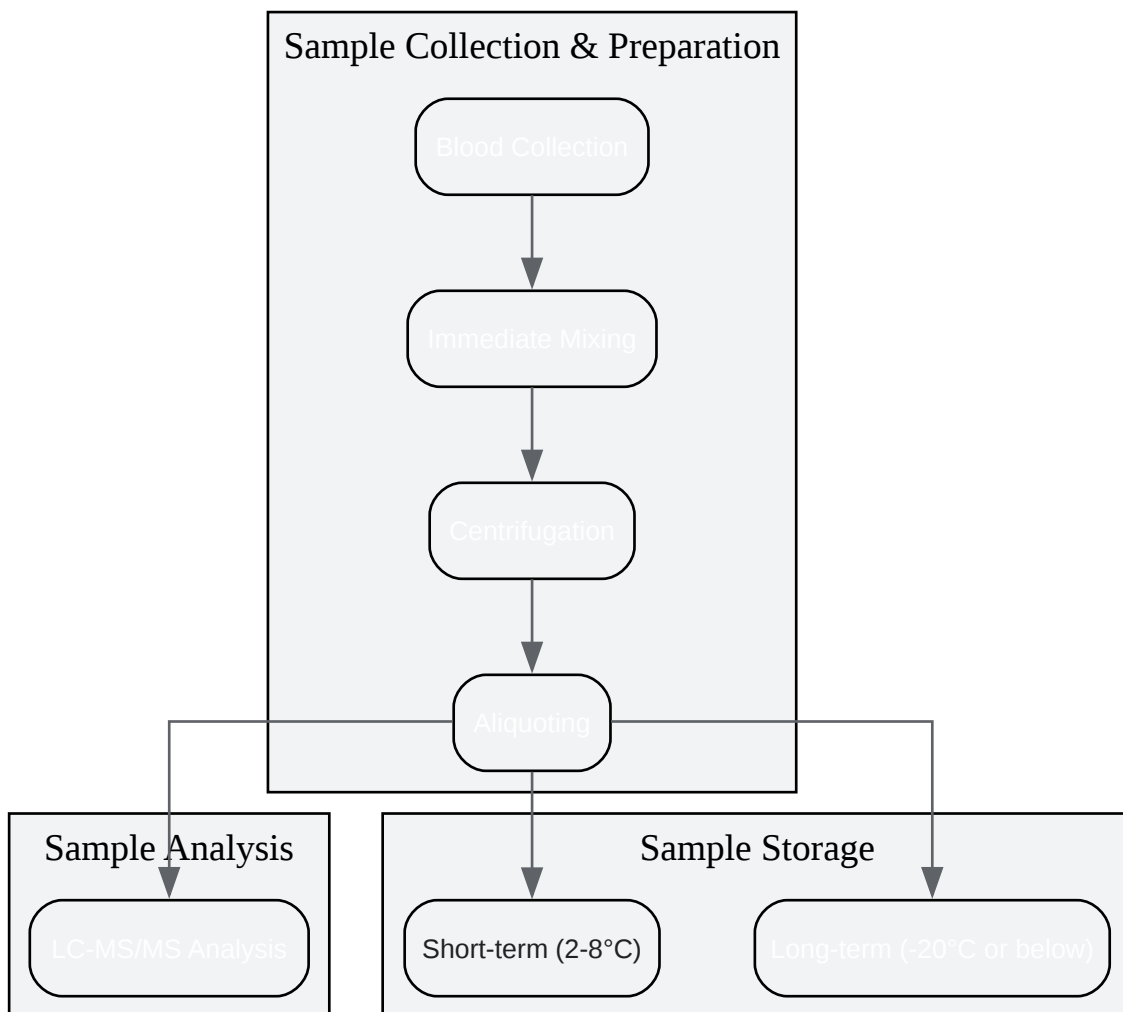 Sample Collection & Preparation
Blood Collection
Immediate Mixing
Centrifugation
Aliquoting
Sample Analysis
LC-MS/MS Analysis
Sample Storage
Short-term (2-8°C)
Long-term (-20°C or below)